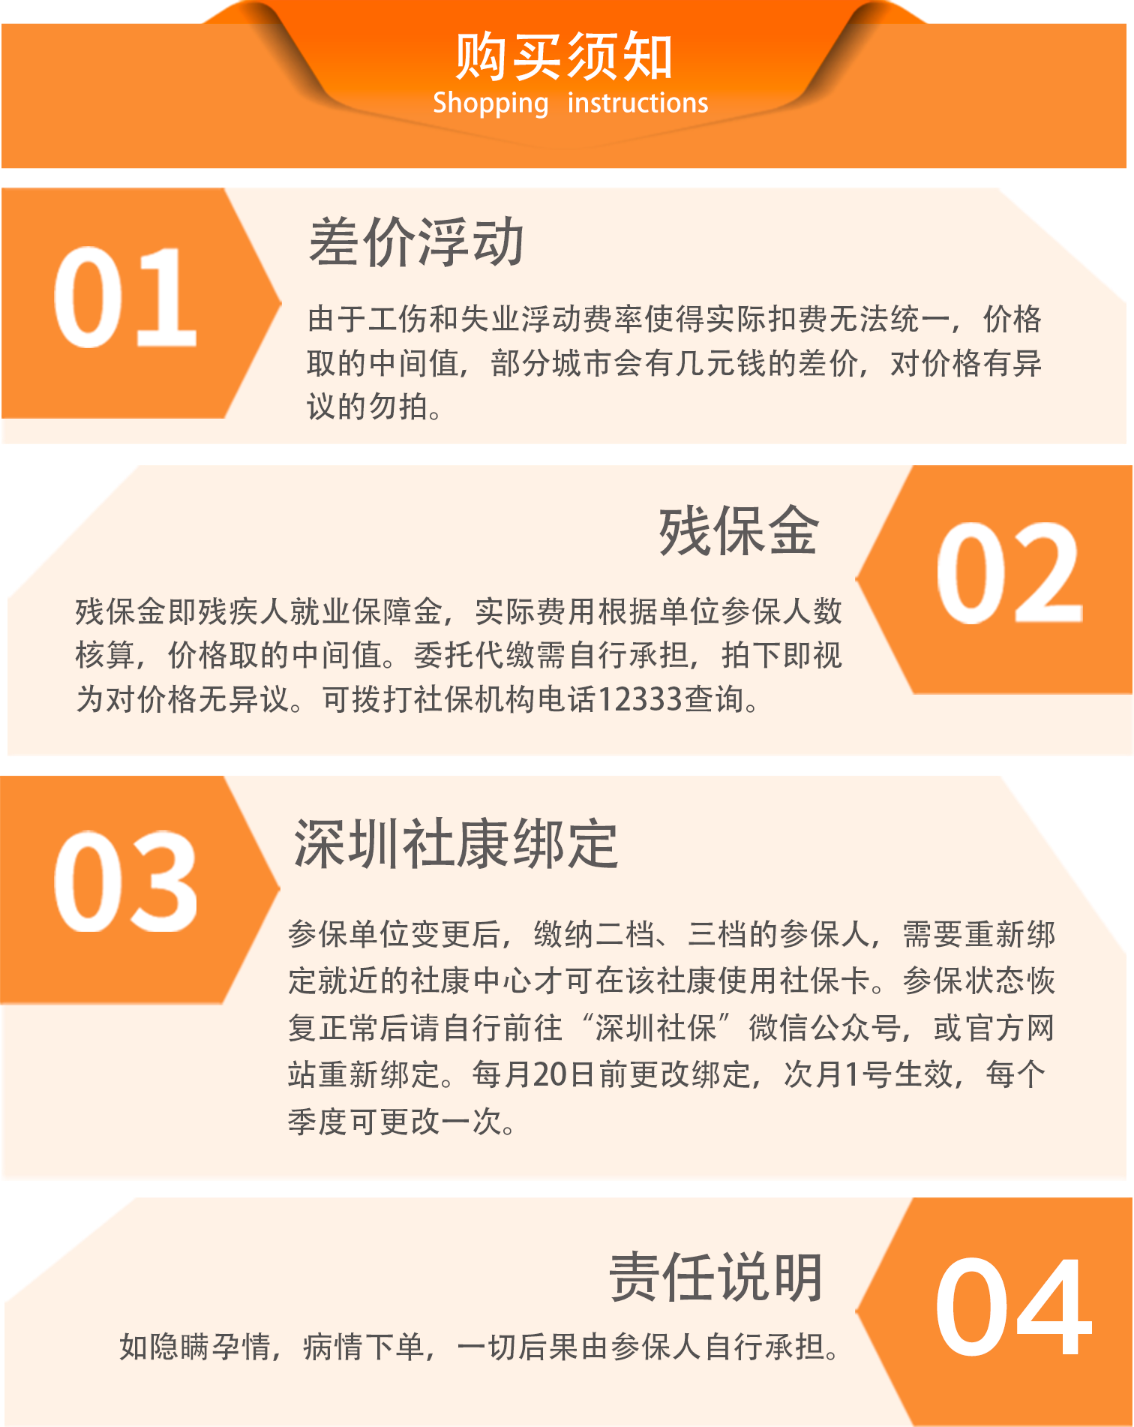 购买须知
Shopping instructions
01
差价浮动
由于工伤和失业浮动费率使得实际扣费无法统一，价格
取的中间值，部分城市会有几元钱的差价，对价格有异
议的勿拍。
残保金
02
残保金即残疾人就业保障金，实际费用根据单位参保人数
核算，价格取的中间值。委托代缴需自行承担，拍下即视
为对价格无异议。可拨打社保机构电话12333查询。
03
深圳社康绑定
参保单位变更后，缴纳二档、三档的参保人，需要重新绑
定就近的社康中心才可在该社康使用社保卡。参保状态恢
复正常后请自行前往“深圳社保”微信公众号，或官方网
站重新绑定。每月20日前更改绑定，次月1号生效，每个
季度可更改一次。
责任说明
04
如隐瞒孕情，病情下单，一切后果由参保人自行承担。